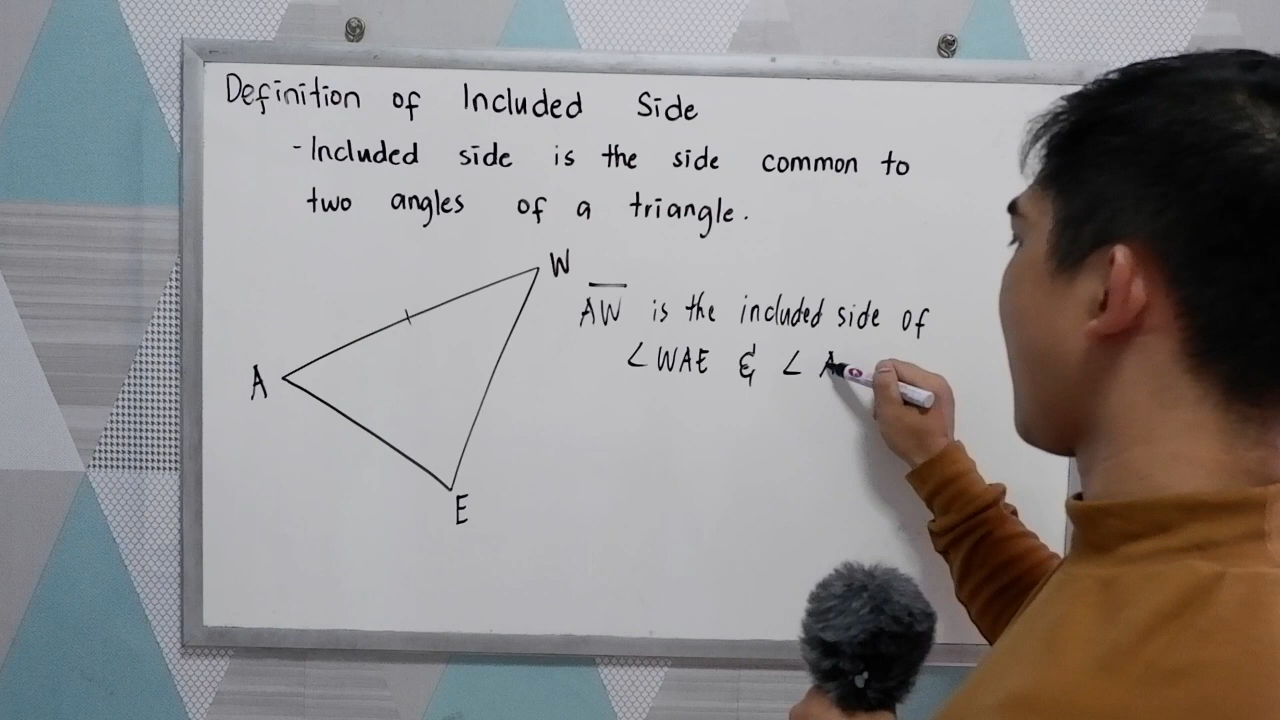 Definition of Included Side
- Included side is the side common to
two angles of a triangle.
W
AW is the included side of
∠WAE & ∠A
A
E